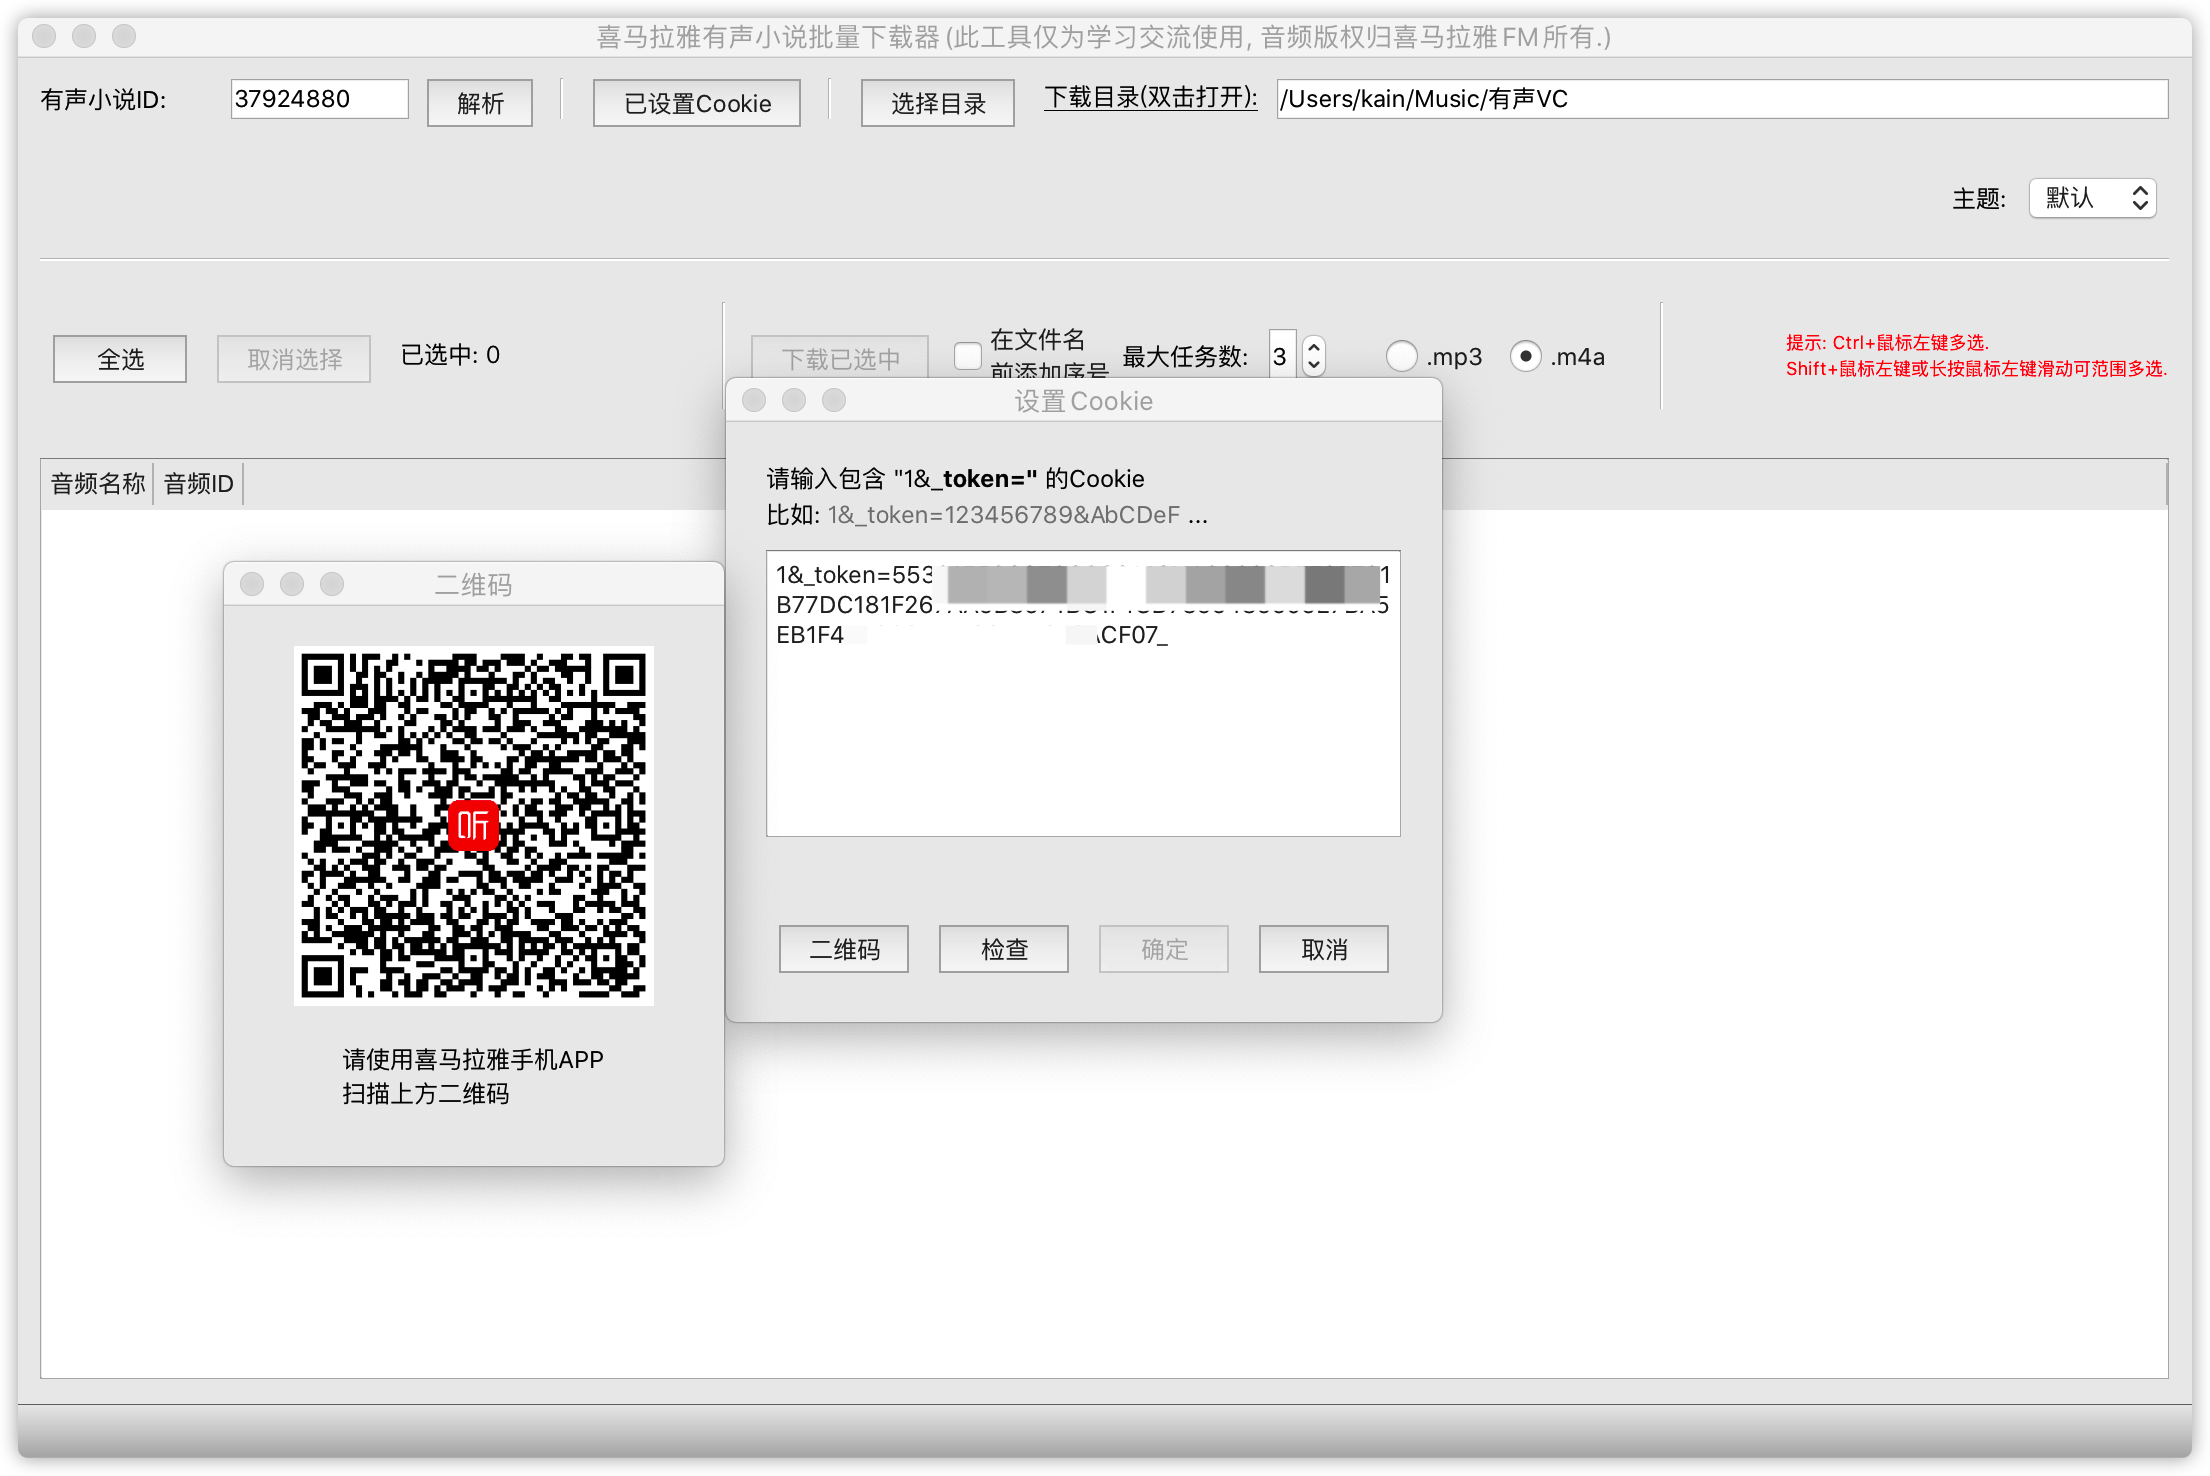 喜马拉雅有声小说批量下载器(此工具仅为学习交流使用, 音频版权归喜马拉雅FM所有.)
有声小说ID: 37924880 解析 已设置Cookie 选择目录 下载目录(双击打开): /Users/kain/Music/有声VC
主题: 默认
全选 取消选择 已选中: 0 下载已选中 在文件名
前添加序号 最大任务数: 3 .mp3 .m4a
提示: Ctrl+鼠标左键多选.
Shift+鼠标左键或长按鼠标左键滑动可范围多选.
音频名称 音频ID
设置Cookie
请输入包含 "1&_token=" 的Cookie
比如: 1&_token=123456789&AbCDeF ...
1&_token=553
B77DC181F26
EB1F4 CF07_
二维码 检查 确定 取消
二维码
听
请使用喜马拉雅手机APP
扫描上方二维码